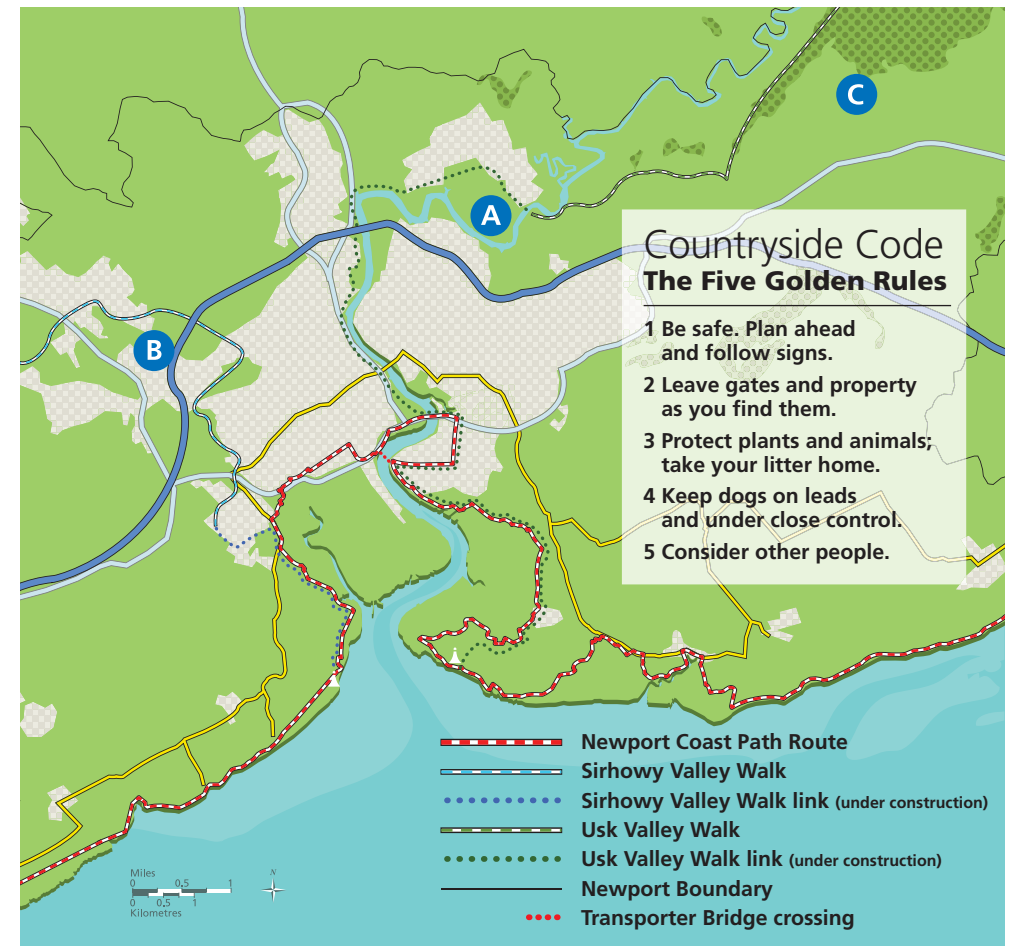 C
A
B
Countryside Code
The Five Golden Rules
1 Be safe. Plan ahead
and follow signs.
2 Leave gates and property
as you find them.
3 Protect plants and animals;
take your litter home.
4 Keep dogs on leads
and under close control.
5 Consider other people.
Newport Coast Path Route
Sirhowy Valley Walk
Sirhowy Valley Walk link (under construction)
Usk Valley Walk
Usk Valley Walk link (under construction)
Newport Boundary
Transporter Bridge crossing
Miles
0 0.5 1
0 0.5 1
Kilometres
N